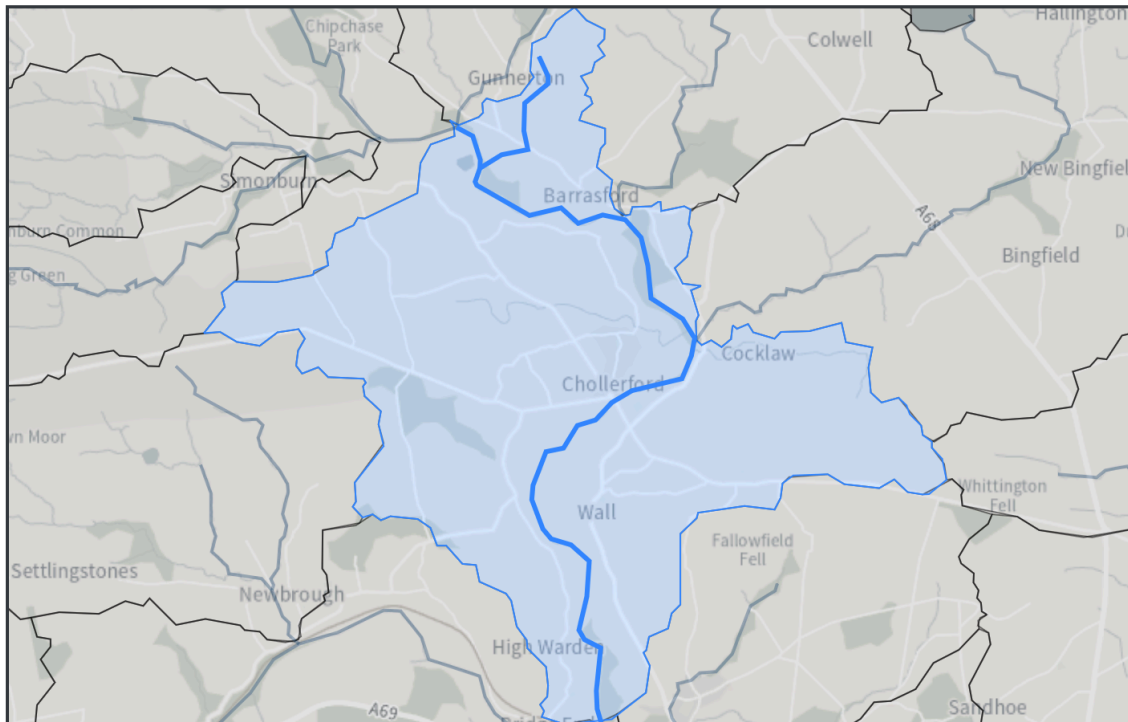 Hallington
Chipchase
Park
Colwell
Gunnerton
Simonburn
New Bingfiel
Barrasford
A68
nburn Common
Bingfield
g Green
Cocklaw
Chollerford
wn Moor
Whittington
Fell
Wall
Fallowfield
Fell
Settlingstones
Newbrough
High Warden
A69
Sandhoe